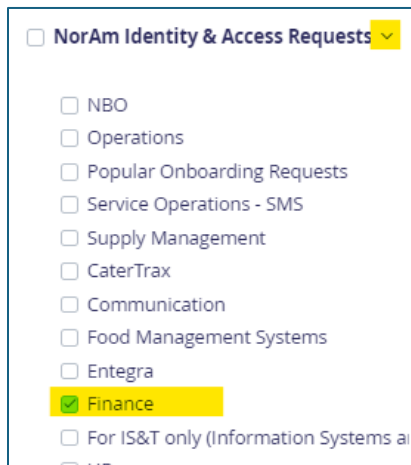 NorAm Identity & Access Requests
NBO
Operations
Popular Onboarding Requests
Service Operations - SMS
Supply Management
CaterTrax
Communication
Food Management Systems
Entegra
Finance
For IS&T only (Information Systems